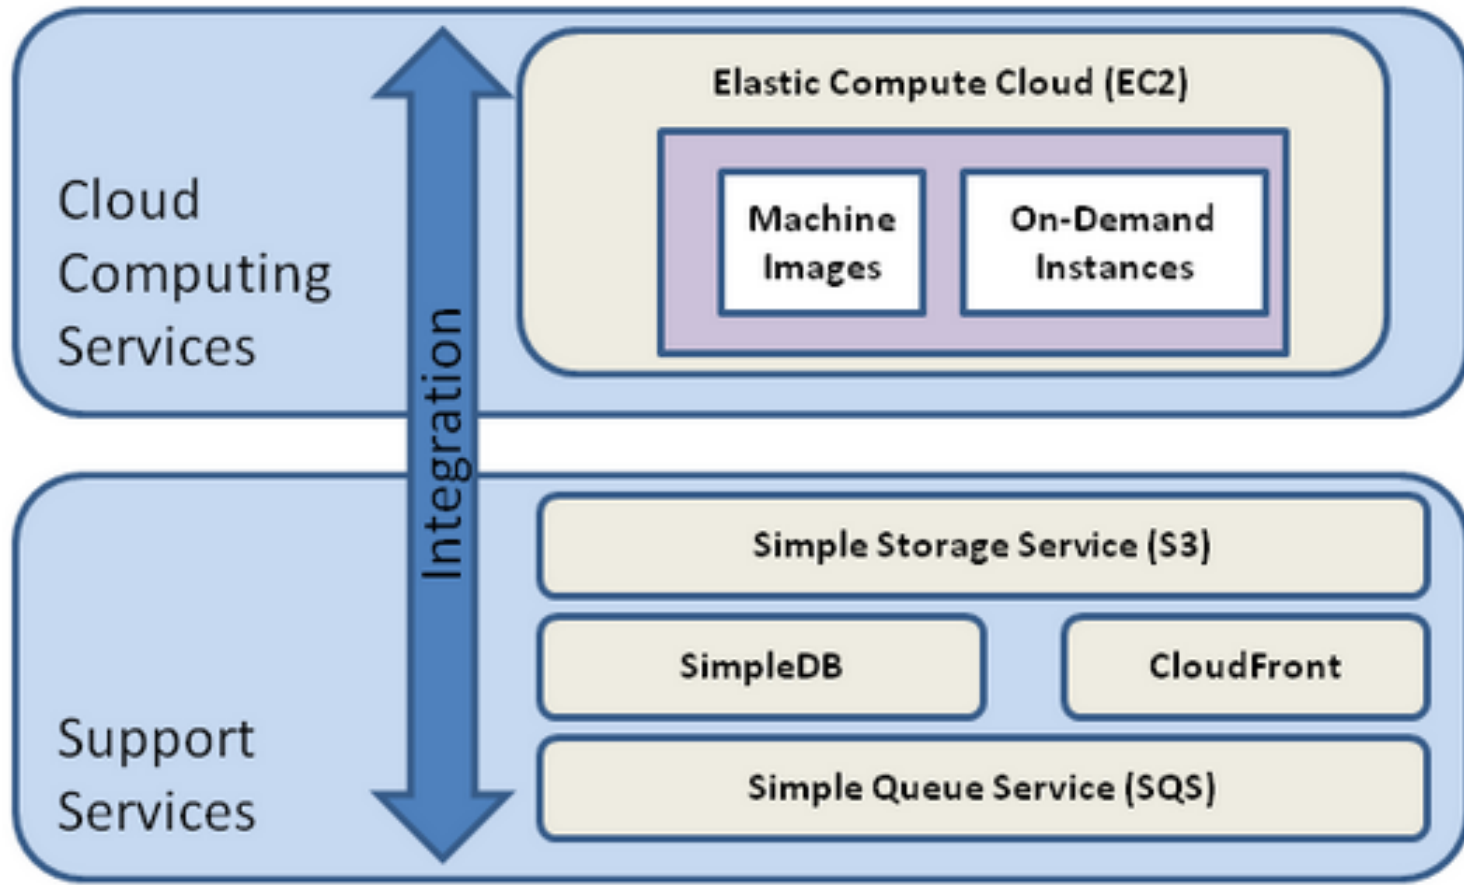 Elastic Compute Cloud (EC2)
Cloud
Computing
Services
Machine
Images
On-Demand
Instances
Integration
Simple Storage Service (S3)
SimpleDB
CloudFront
Support
Services
Simple Queue Service (SQS)